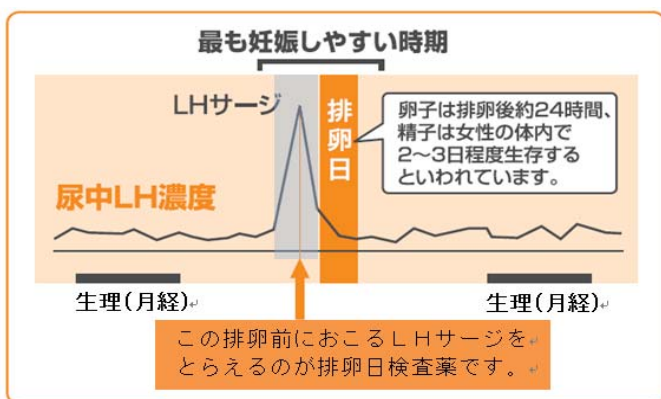 最も妊娠しやすい時期
LHサージ
排卵日
卵子は排卵後約24時間、
精子は女性の体内で
2〜3日程度生存する
といわれています。
尿中LH濃度
生理(月経)
生理(月経)
この排卵前におこるＬＨサージを
とらえるのが排卵日検査薬です。